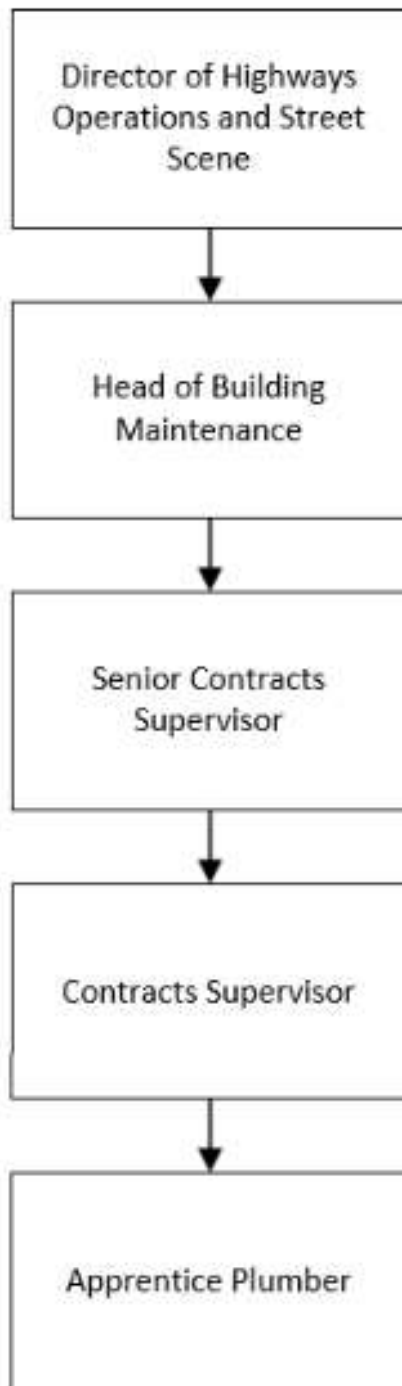 Director of Highways
Operations and Street
Scene
Head of Building
Maintenance
Senior Contracts
Supervisor
Contracts Supervisor
Apprentice Plumber